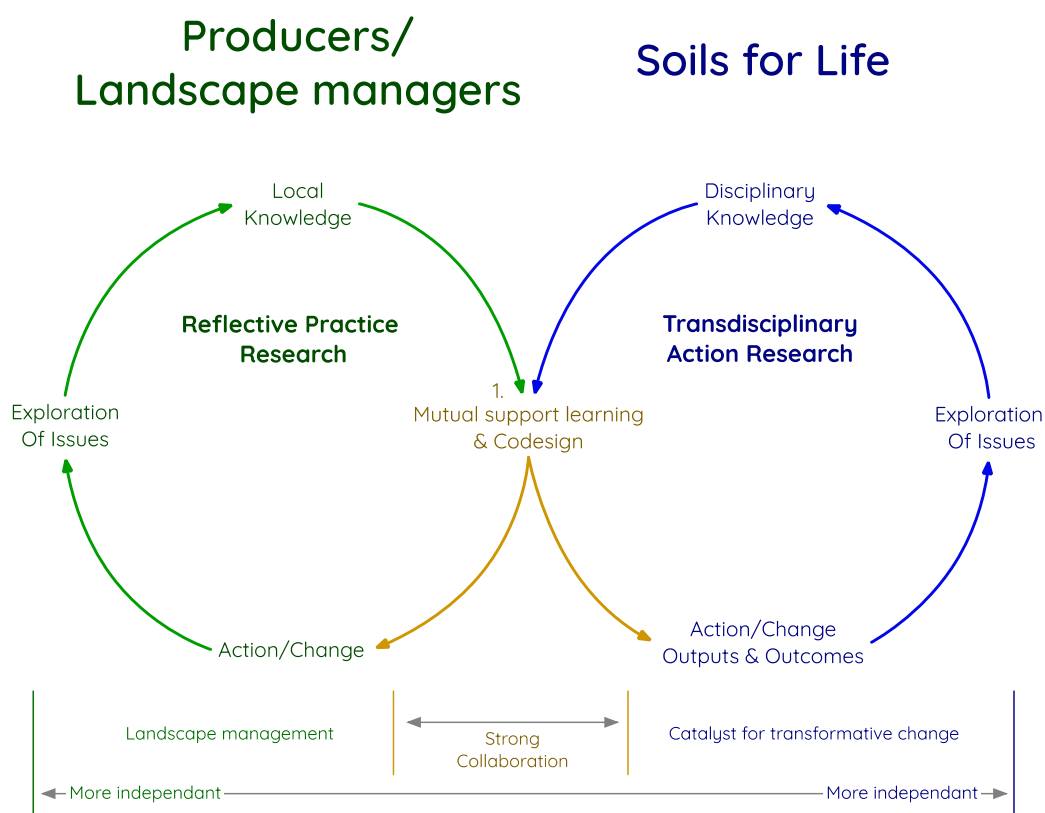 Producers/
Landscape managers
Soils for Life
Local
Knowledge
Disciplinary
Knowledge
Reflective Practice
Research
Transdisciplinary
Action Research
Exploration
Of Issues
1.
Mutual support learning
& Codesign
Exploration
Of Issues
Action/Change
Action/Change
Outputs & Outcomes
Landscape management
Strong
Collaboration
Catalyst for transformative change
More independant
More independant